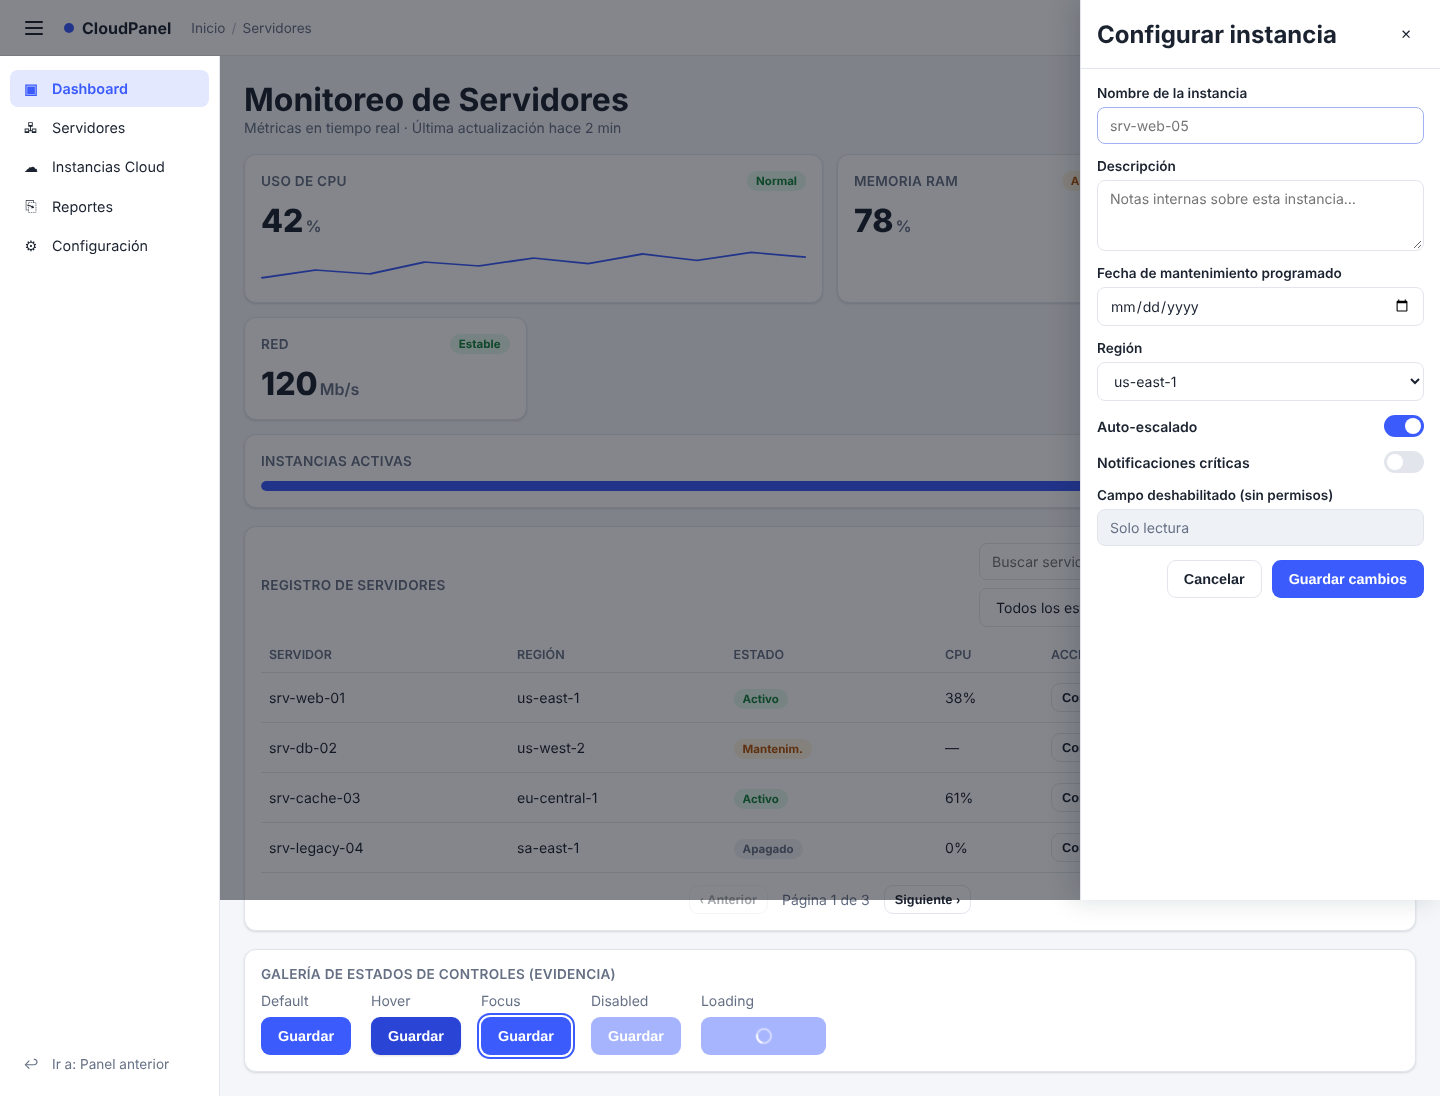 CloudPanel
Inicio / Servidores
Dashboard
Servidores
Instancias Cloud
Reportes
Configuración
Ir a: Panel anterior
Monitoreo de Servidores
Métricas en tiempo real · Última actualización hace 2 min
USO DE CPU
Normal
42 %
MEMORIA RAM
78 %
RED
Estable
120 Mb/s
INSTANCIAS ACTIVAS
REGISTRO DE SERVIDORES
Buscar
Todos los
SERVIDOR REGIÓN ESTADO CPU
srv-web-01 us-east-1 Activo 38%
srv-db-02 us-west-2 Mantenim. —
srv-cache-03 eu-central-1 Activo 61%
srv-legacy-04 sa-east-1 Apagado 0%
‹ Anterior Página 1 de 3 Siguiente ›
GALERÍA DE ESTADOS DE CONTROLES (EVIDENCIA)
Default Hover Focus Disabled Loading
Guardar Guardar Guardar Guardar
Configurar instancia ×
Nombre de la instancia
srv-web-05
Descripción
Notas internas sobre esta instancia...
Fecha de mantenimiento programado
mm/dd/yyyy
Región
us-east-1
Auto-escalado
Notificaciones críticas
Campo deshabilitado (sin permisos)
Solo lectura
Cancelar Guardar cambios